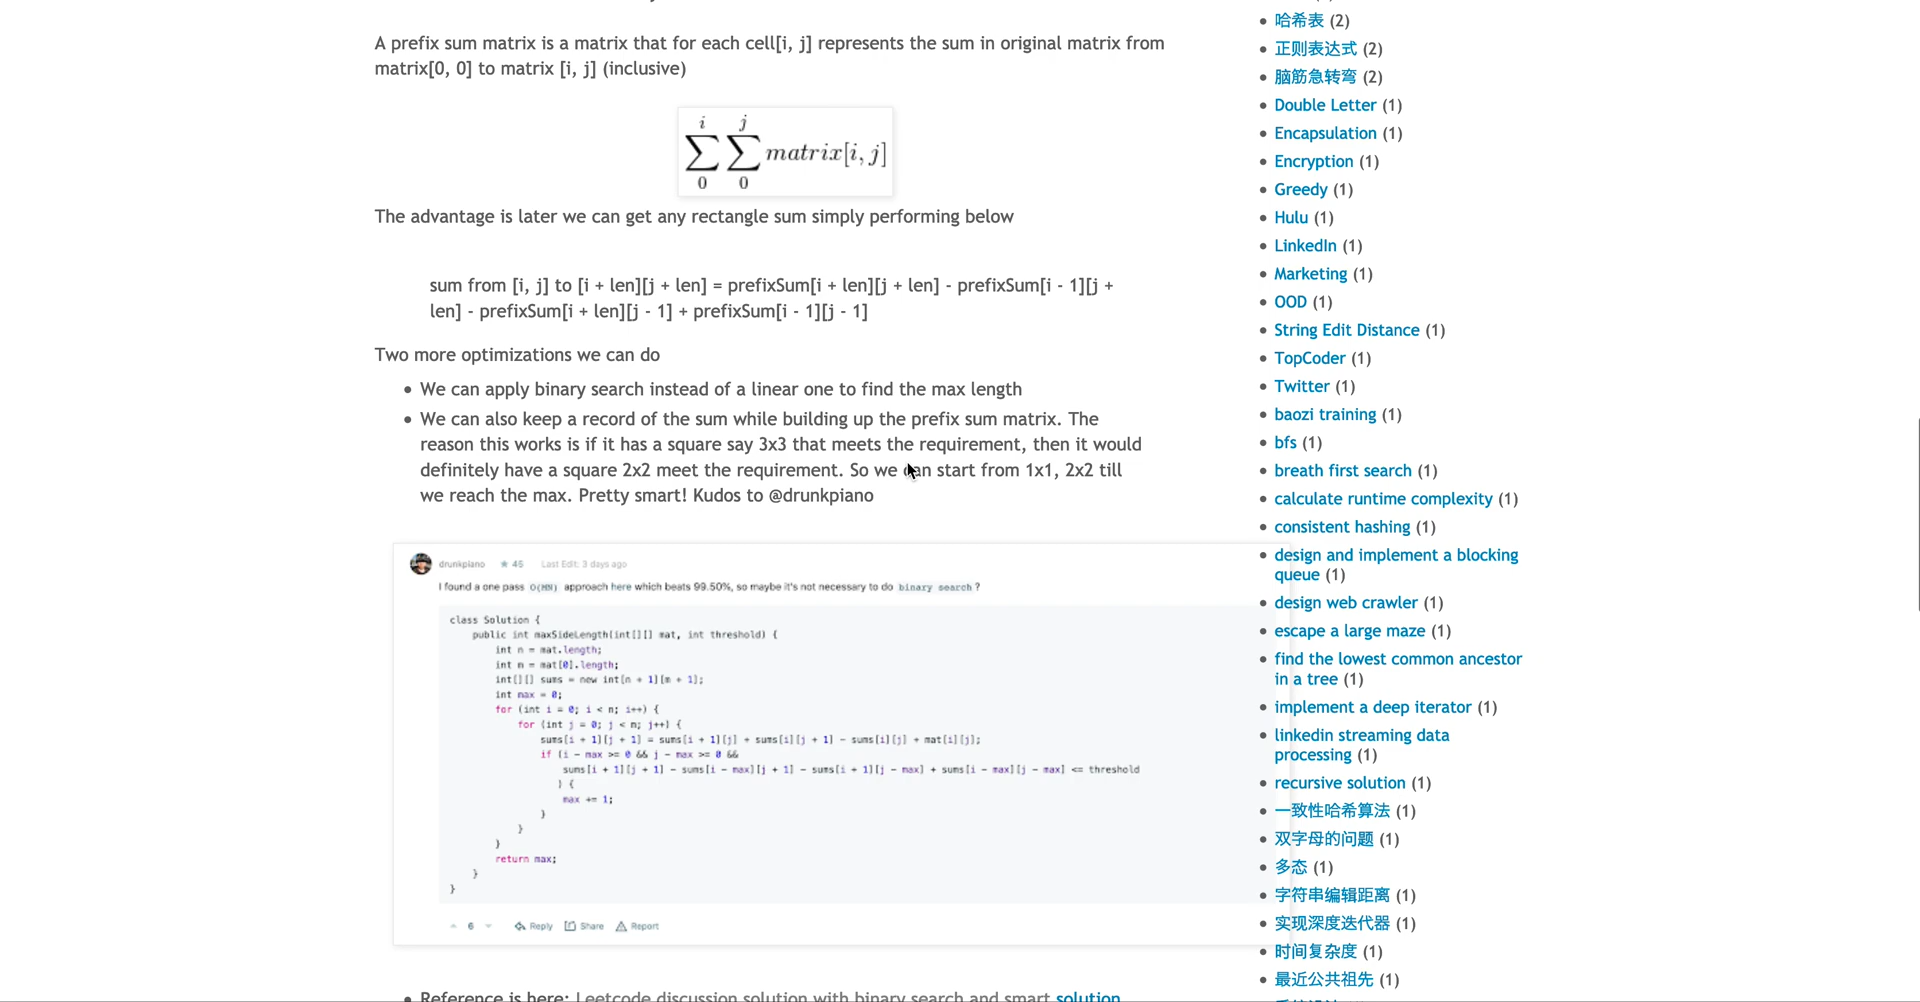 A prefix sum matrix is a matrix that for each cell[i, j] represents the sum in original matrix from
matrix[0, 0] to matrix [i, j] (inclusive)
i j
∑ ∑ matrix[i, j]
0 0
The advantage is later we can get any rectangle sum simply performing below
sum from [i, j] to [i + len][j + len] = prefixSum[i + len][j + len] - prefixSum[i - 1][j +
len] - prefixSum[i + len][j - 1] + prefixSum[i - 1][j - 1]
Two more optimizations we can do
• We can apply binary search instead of a linear one to find the max length
• We can also keep a record of the sum while building up the prefix sum matrix. The
reason this works is if it has a square say 3x3 that meets the requirement, then it would
definitely have a square 2x2 meet the requirement. So we can start from 1x1, 2x2 till
we reach the max. Pretty smart! Kudos to @drunkpiano
drunkpiano ★ 45 Last Edit: 3 days ago
I found a one pass O(MN) approach here which beats 99.50%, so maybe it's not necessary to do binary search ?
class Solution {
public int maxSideLength(int[][] mat, int threshold) {
int n = mat.length;
int m = mat[0].length;
int[][] sums = new int[n + 1][m + 1];
int max = 0;
for (int i = 0; i < n; i++) {
for (int j = 0; j < m; j++) {
sums[i + 1][j + 1] = sums[i + 1][j] + sums[i][j + 1] - sums[i][j] + mat[i][j];
if (i - max >= 0 && j - max >= 0 &&
sums[i + 1][j + 1] - sums[i - max][j + 1] - sums[i + 1][j - max] + sums[i - max][j - max] <= threshold
) {
max += 1;
}
}
}
return max;
}
}
6 Reply Share Report
• Reference is here: Leetcode discussion solution with binary search and smart solution
• 哈希表 (2)
• 正则表达式 (2)
• 脑筋急转弯 (2)
• Double Letter (1)
• Encapsulation (1)
• Encryption (1)
• Greedy (1)
• Hulu (1)
• LinkedIn (1)
• Marketing (1)
• OOD (1)
• String Edit Distance (1)
• TopCoder (1)
• Twitter (1)
• baozi training (1)
• bfs (1)
• breath first search (1)
• calculate runtime complexity (1)
• consistent hashing (1)
• design and implement a blocking
queue (1)
• design web crawler (1)
• escape a large maze (1)
• find the lowest common ancestor
in a tree (1)
• implement a deep iterator (1)
• linkedin streaming data
processing (1)
• recursive solution (1)
• 一致性哈希算法 (1)
• 双字母的问题 (1)
• 多态 (1)
• 字符串编辑距离 (1)
• 实现深度迭代器 (1)
• 时间复杂度 (1)
• 最近公共祖先 (1)